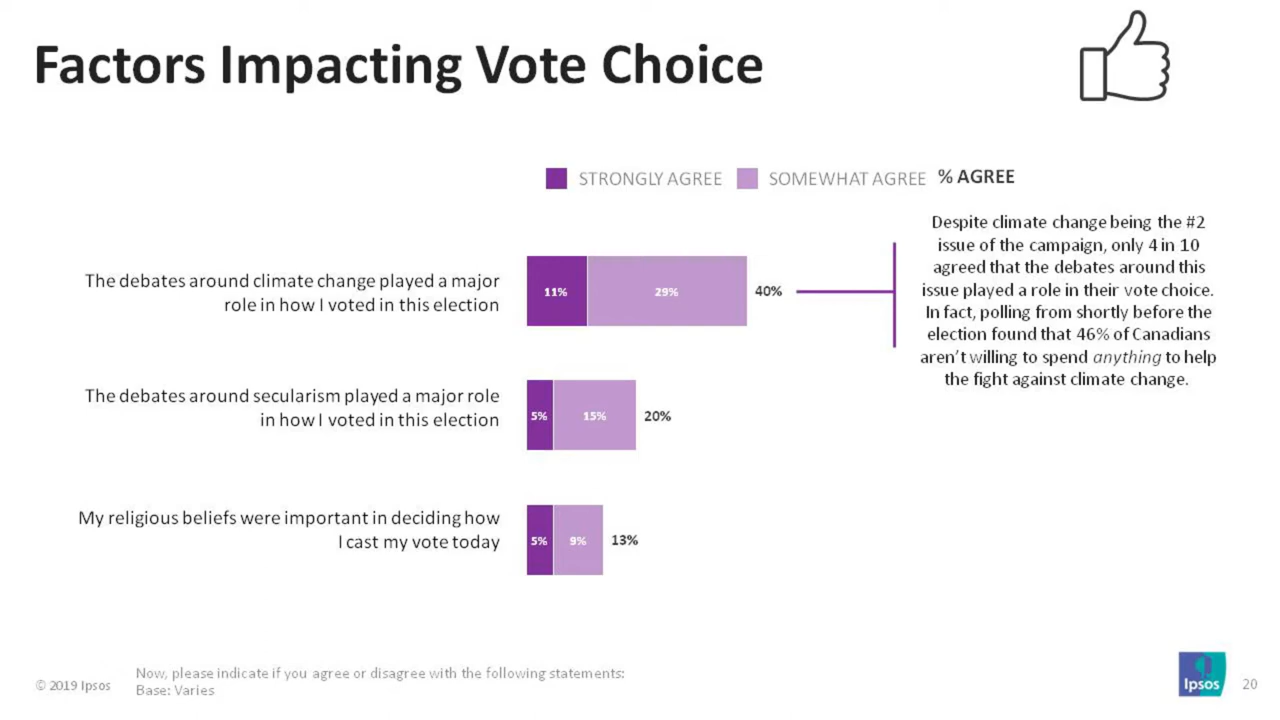 Factors Impacting Vote Choice
STRONGLY AGREE SOMEWHAT AGREE % AGREE
Despite climate change being the #2
issue of the campaign, only 4 in 10
agreed that the debates around this
issue played a role in their vote choice.
In fact, polling from shortly before the
election found that 46% of Canadians
aren't willing to spend anything to help
the fight against climate change.
The debates around climate change played a major
role in how I voted in this election
11% 29% 40%
The debates around secularism played a major role
in how I voted in this election
5% 15% 20%
My religious beliefs were important in deciding how
I cast my vote today
5% 9% 13%
Now, please indicate if you agree or disagree with the following statements:
Base: Varies
© 2019 Ipsos
Ipsos
20